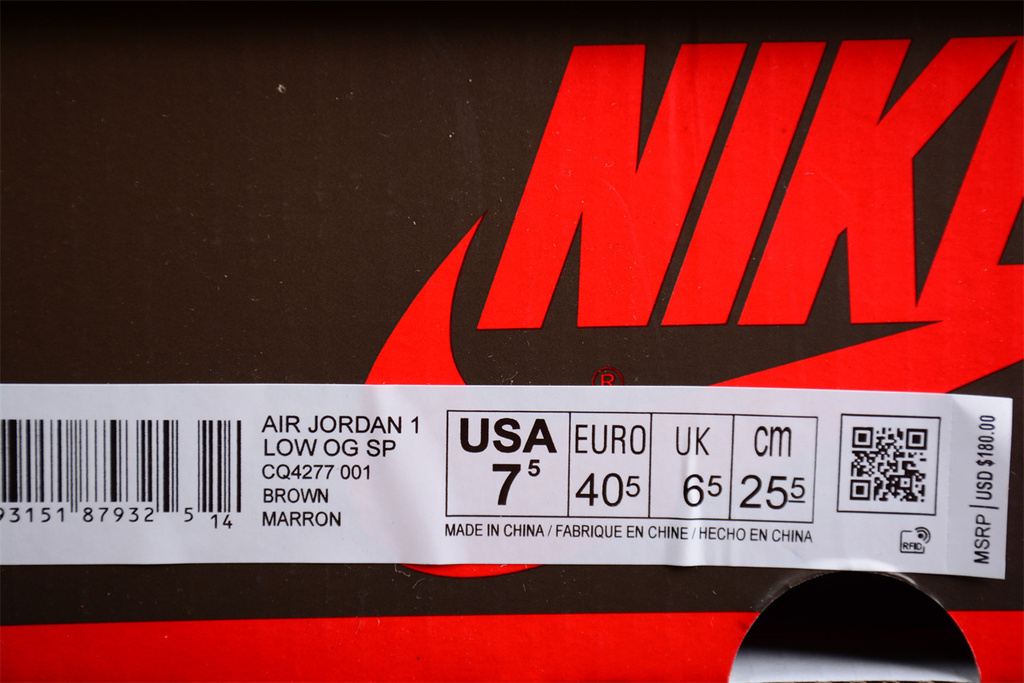 NIKE
®
AIR JORDAN 1
LOW OG SP
CQ4277 001
BROWN
MARRON
93151 87932 5 14
USA EURO UK cm
7⁵ 40⁵ 6⁵ 25⁵
MADE IN CHINA / FABRIQUE EN CHINE / HECHO EN CHINA
RFID
MSRP | USD $180.00